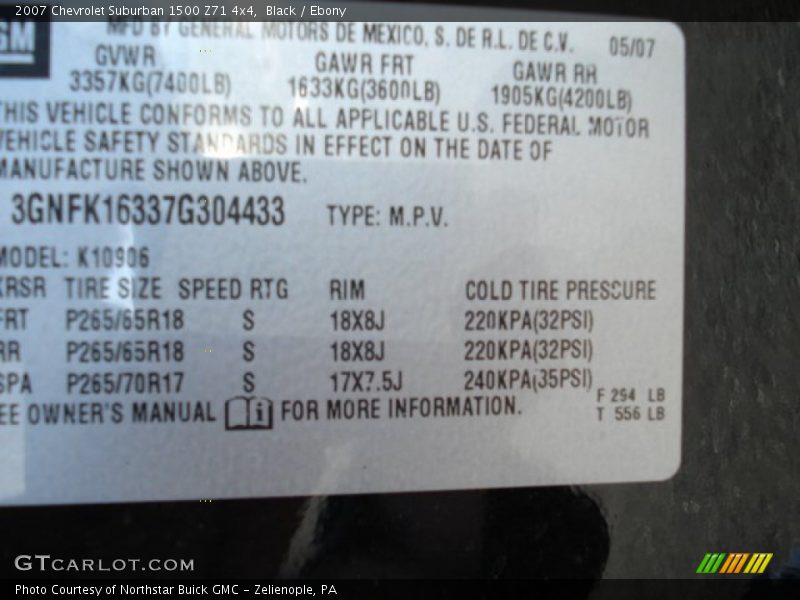 2007 Chevrolet Suburban 1500 Z71 4x4, Black / Ebony
GM
MFD BY GENERAL MOTORS DE MEXICO, S. DE R.L. DE C.V. 05/07
GVWR GAWR FRT GAWR RR
3357KG(7400LB) 1633KG(3600LB) 1905KG(4200LB)
THIS VEHICLE CONFORMS TO ALL APPLICABLE U.S. FEDERAL MOTOR
VEHICLE SAFETY STANDARDS IN EFFECT ON THE DATE OF
MANUFACTURE SHOWN ABOVE.
3GNFK16337G304433 TYPE: M.P.V.
MODEL: K10906
KRSR TIRE SIZE SPEED RTG RIM COLD TIRE PRESSURE
FRT P265/65R18 S 18X8J 220KPA(32PSI)
RR P265/65R18 S 18X8J 220KPA(32PSI)
SPA P265/70R17 S 17X7.5J 240KPA(35PSI)
F 294 LB
EE OWNER'S MANUAL FOR MORE INFORMATION. T 556 LB
GTCARLOT.COM
Photo Courtesy of Northstar Buick GMC - Zelienople, PA